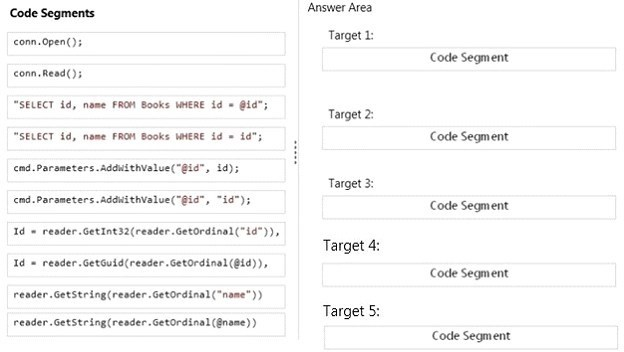 Code Segments
conn.Open();
conn.Read();
"SELECT id, name FROM Books WHERE id = @id";
"SELECT id, name FROM Books WHERE id = id";
cmd.Parameters.AddWithValue("@id", id);
cmd.Parameters.AddWithValue("@id", "id");
Id = reader.GetInt32(reader.GetOrdinal("id")),
Id = reader.GetGuid(reader.GetOrdinal(@id)),
reader.GetString(reader.GetOrdinal("name"))
reader.GetString(reader.GetOrdinal(@name))
Answer Area
Target 1:
Code Segment
Target 2:
Code Segment
Target 3:
Code Segment
Target 4:
Code Segment
Target 5:
Code Segment